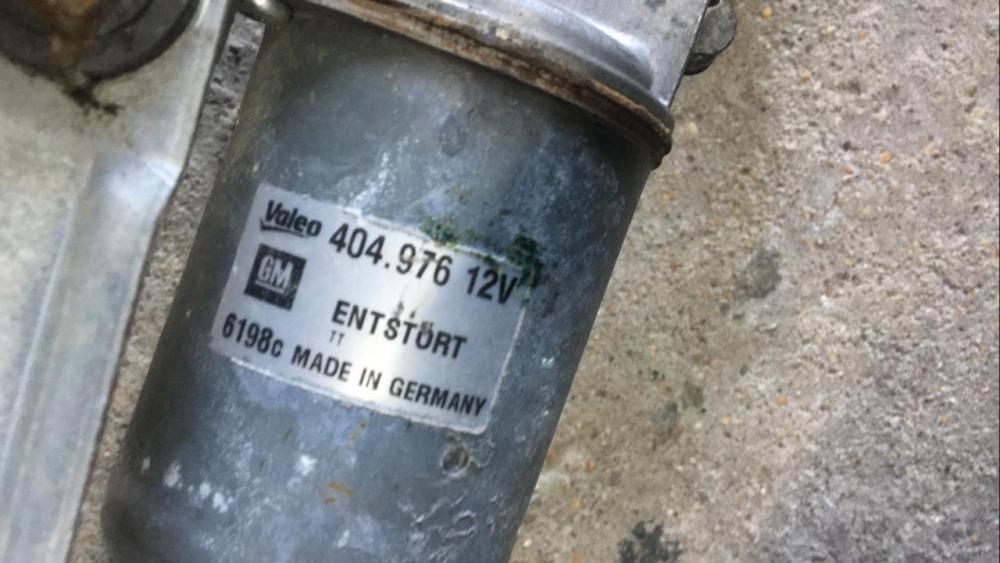 Valeo 404.976 12V
GM
ENTSTÖRT
TT
6198c MADE IN GERMANY